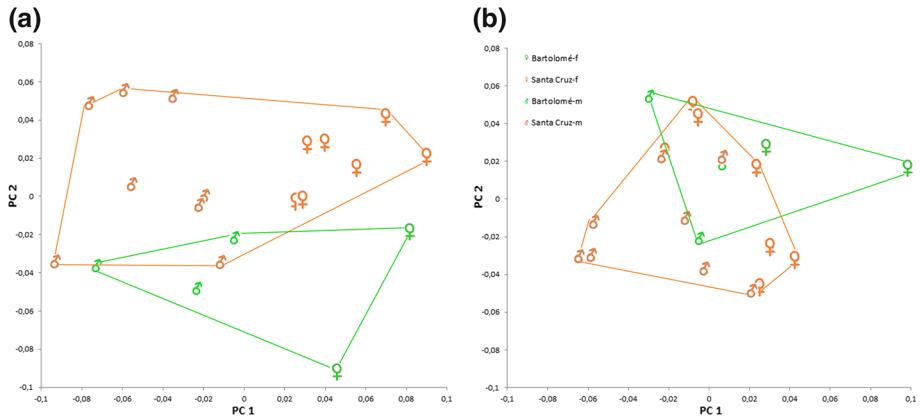 (a)
0,08
0,06
0,04
0,02
0
-0,02
-0,04
-0,06
-0,08
-0,1
PC 2
-0,1 -0,08 -0,06 -0,04 -0,02 0 0,02 0,04 0,06 0,08 0,1
PC 1
(b)
0,08
0,06
0,04
0,02
0
-0,02
-0,04
-0,06
-0,08
-0,1
PC 2
♀ Bartolomé-f
♀ Santa Cruz-f
♂ Bartolomé-m
♂ Santa Cruz-m
-0,1 -0,08 -0,06 -0,04 -0,02 0 0,02 0,04 0,06 0,08 0,1
PC 1